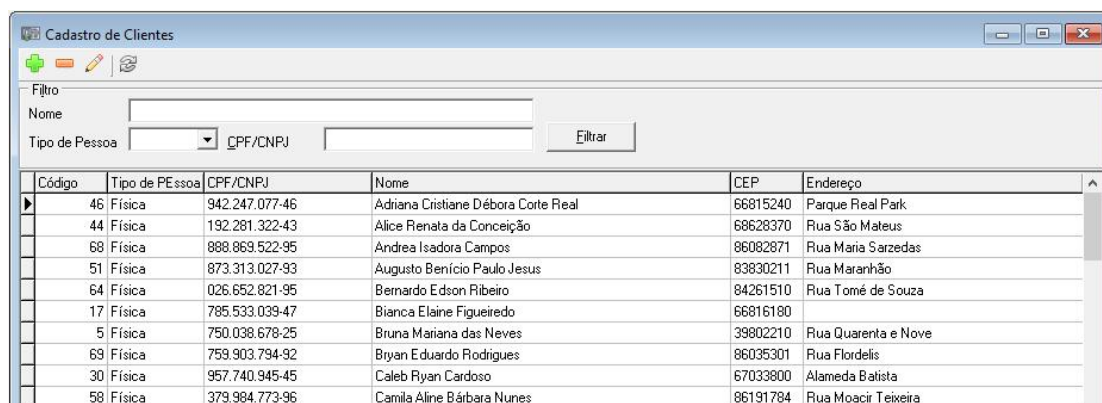 Cadastro de Clientes
Filtro
Nome
Tipo de Pessoa CPF/CNPJ Filtrar
Código Tipo de PEssoa CPF/CNPJ Nome CEP Endereço
46 Física 942.247.077-46 Adriana Cristiane Débora Corte Real 66815240 Parque Real Park
44 Física 192.281.322-43 Alice Renata da Conceição 68628370 Rua São Mateus
68 Física 888.869.522-95 Andrea Isadora Campos 86082871 Rua Maria Sarzedas
51 Física 873.313.027-93 Augusto Benício Paulo Jesus 83830211 Rua Maranhão
64 Física 026.652.821-95 Bernardo Edson Ribeiro 84261510 Rua Tomé de Souza
17 Física 785.533.039-47 Bianca Elaine Figueiredo 66816180
5 Física 750.038.678-25 Bruna Mariana das Neves 39802210 Rua Quarenta e Nove
69 Física 759.903.794-92 Bryan Eduardo Rodrigues 86035301 Rua Flordelis
30 Física 957.740.945-45 Caleb Ryan Cardoso 67033800 Alameda Batista
58 Física 379.984.773-96 Camila Aline Bárbara Nunes 86191784 Rua Moacir Teixeira